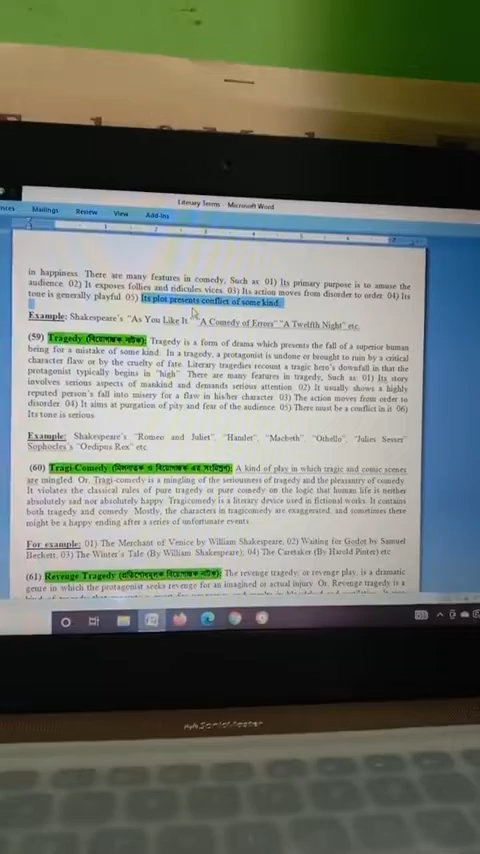 Literary Terms - Microsoft Word
Mailings Review View Add-Ins
in happiness. There are many features in comedy, Such as: 01) Its primary purpose is to amuse the
audience. 02) It exposes follies and ridicules vices. 03) Its action moves from disorder to order. 04) Its
tone is generally playful. 05) Its plot presents conflict of some kind.
Example: Shakespeare's "As You Like It" "A Comedy of Errors" "A Twelfth Night" etc.
(59) Tragedy (বিয়োগান্তক নাটক): Tragedy is a form of drama which presents the fall of a superior human
being for a mistake of some kind. In a tragedy, a protagonist is undone or brought to ruin by a critical
character flaw or by the cruelty of fate. Literary tragedies recount a tragic hero's downfall in that the
protagonist typically begins in "high" There are many features in tragedy, Such as: 01) Its story
involves serious aspects of mankind and demands serious attention. 02) It usually shows a highly
reputed person's fall into misery for a flaw in his/her character. 03) The action moves from order to
disorder. 04) It aims at purgation of pity and fear of the audience. 05) There must be a conflict in it. 06)
Its tone is serious.
Example: Shakespeare's "Romeo and Juliet", "Hamlet", "Macbeth", "Othello", "Julies Sesser"
Sophocles's "Oedipus Rex" etc.
(60) Tragi-Comedy (মিলনাত্মক ও বিয়োগান্তক এর সংমিশ্রণ): A kind of play in which tragic and comic scenes
are mingled. Or, Tragi-comedy is a mingling of the seriousness of tragedy and the pleasantry of comedy.
It violates the classical rules of pure tragedy or pure comedy on the logic that human life is neither
absolutely sad nor absolutely happy. Tragicomedy is a literary device used in fictional works. It contains
both tragedy and comedy. Mostly, the characters in tragicomedy are exaggerated, and sometimes there
might be a happy ending after a series of unfortunate events.
For example: 01) The Merchant of Venice by William Shakespeare, 02) Waiting for Godot by Samuel
Beckett, 03) The Winter's Tale (By William Shakespeare); 04) The Caretaker (By Harold Pinter) etc.
(61) Revenge Tragedy (প্রতিশোধমূলক বিয়োগান্তক নাটক): The revenge tragedy, or revenge play, is a dramatic
genre in which the protagonist seeks revenge for an imagined or actual injury. Or, Revenge tragedy is a